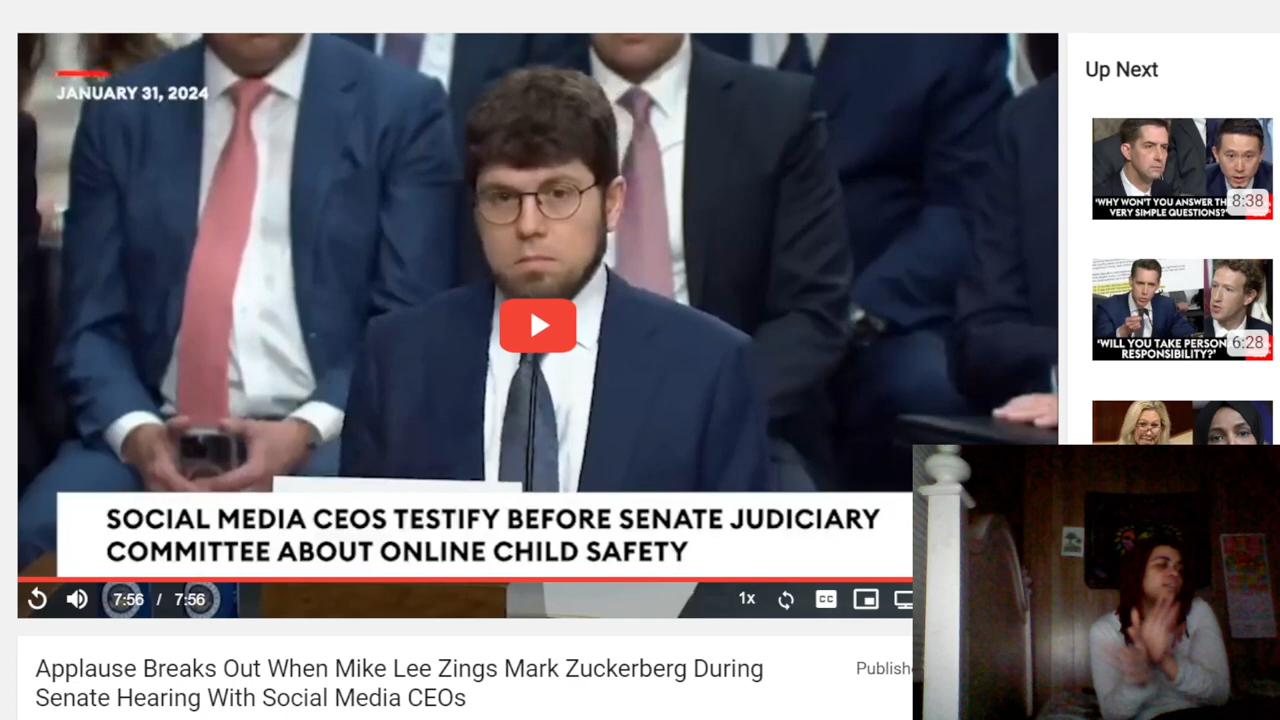 JANUARY 31, 2024
SOCIAL MEDIA CEOS TESTIFY BEFORE SENATE JUDICIARY
COMMITTEE ABOUT ONLINE CHILD SAFETY
7:56 / 7:56
1x
CC
Applause Breaks Out When Mike Lee Zings Mark Zuckerberg During
Senate Hearing With Social Media CEOs
Publishe
Up Next
'WHY WON'T YOU ANSWER THE
8:38
VERY SIMPLE QUESTIONS?'
'WILL YOU TAKE PERSON
6:28
RESPONSIBILITY?'